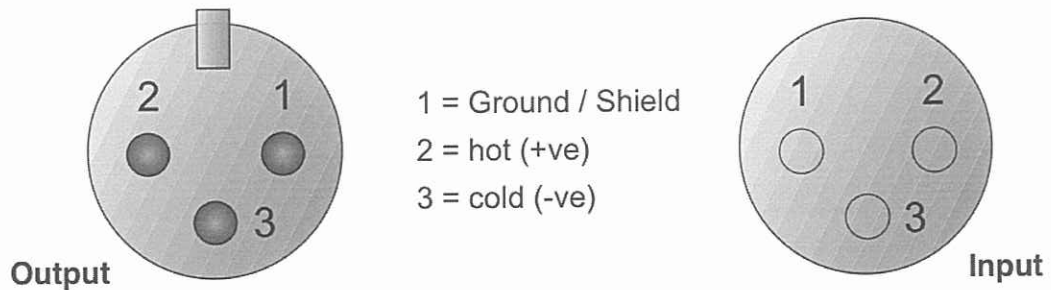 2 1
3
Output
1 = Ground / Shield
2 = hot (+ve)
3 = cold (-ve)
1 2
3
Input